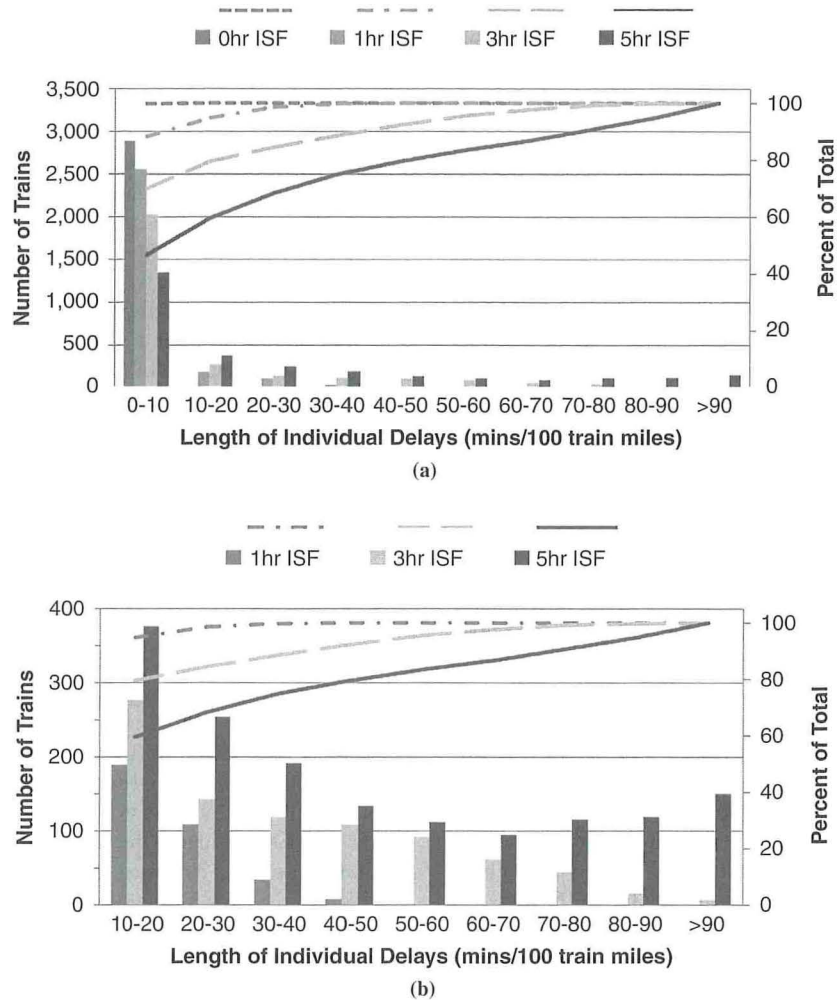 0hr ISF 1hr ISF 3hr ISF 5hr ISF
3,500
3,000
2,500
2,000
1,500
1,000
500
0
Number of Trains
100
80
60
40
20
0
Percent of Total
0-10 10-20 20-30 30-40 40-50 50-60 60-70 70-80 80-90 >90
Length of Individual Delays (mins/100 train miles)
(a)
1hr ISF 3hr ISF 5hr ISF
400
300
200
100
0
Number of Trains
100
80
60
40
20
0
Percent of Total
10-20 20-30 30-40 40-50 50-60 60-70 70-80 80-90 >90
Length of Individual Delays (mins/100 train miles)
(b)